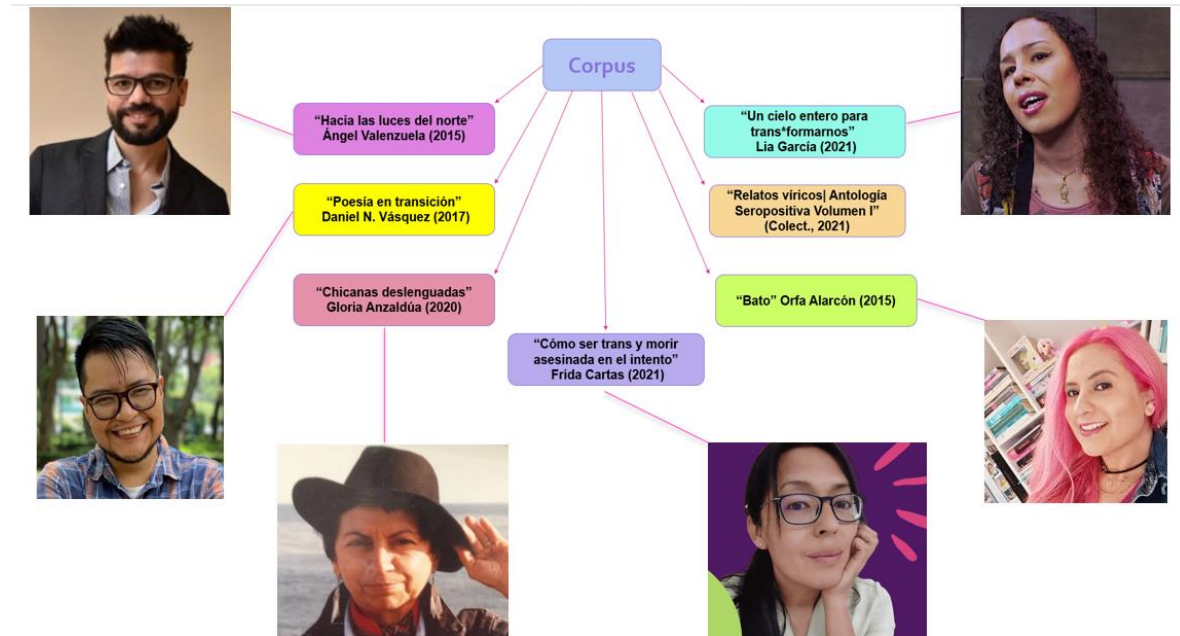 Corpus
“Hacia las luces del norte”
Ángel Valenzuela (2015)
“Un cielo entero para
trans*formarnos”
Lia García (2021)
“Poesía en transición”
Daniel N. Vásquez (2017)
“Relatos víricos| Antología
Seropositiva Volumen I”
(Colect., 2021)
“Chicanas deslenguadas”
Gloria Anzaldúa (2020)
“Bato” Orfa Alarcón (2015)
“Cómo ser trans y morir
asesinada en el intento”
Frida Cartas (2021)